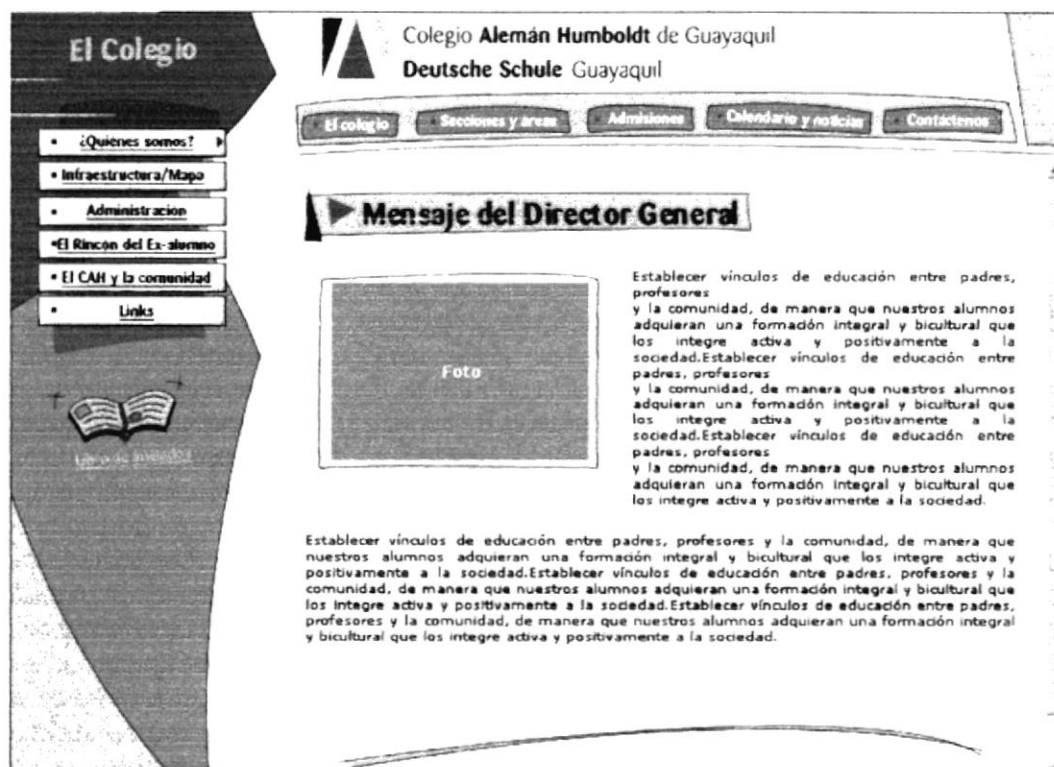 El Colegio
Colegio Alemán Humboldt de Guayaquil
Deutsche Schule Guayaquil
El colegio
Secciones y áreas
Admisiones
Calendario y noticias
Contáctenos
¿Quiénes somos?
Infraestructura/Mapa
Administración
El Rincón del Ex-alumno
El CAH y la comunidad
Links
Libro de invitados
Mensaje del Director General
Foto
Establecer vínculos de educación entre padres,
profesores
y la comunidad, de manera que nuestros alumnos
adquieran una formación integral y bicultural que
los integre activa y positivamente a la
sociedad.Establecer vínculos de educación entre
padres, profesores
y la comunidad, de manera que nuestros alumnos
adquieran una formación integral y bicultural que
los integre activa y positivamente a la
sociedad.Establecer vínculos de educación entre
padres, profesores
y la comunidad, de manera que nuestros alumnos
adquieran una formación integral y bicultural que
los integre activa y positivamente a la sociedad.
Establecer vínculos de educación entre padres, profesores y la comunidad, de manera que
nuestros alumnos adquieran una formación integral y bicultural que los integre activa y
positivamente a la sociedad.Establecer vínculos de educación entre padres, profesores y la
comunidad, de manera que nuestros alumnos adquieran una formación integral y bicultural que
los integre activa y positivamente a la sociedad.Establecer vínculos de educación entre padres,
profesores y la comunidad, de manera que nuestros alumnos adquieran una formación integral
y bicultural que los integre activa y positivamente a la sociedad.